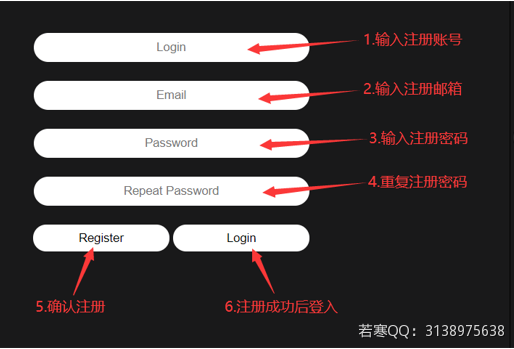 Login
1.输入注册账号
Email
2.输入注册邮箱
Password
3.输入注册密码
Repeat Password
4.重复注册密码
Register
Login
5.确认注册
6.注册成功后登入
若寒QQ：3138975638